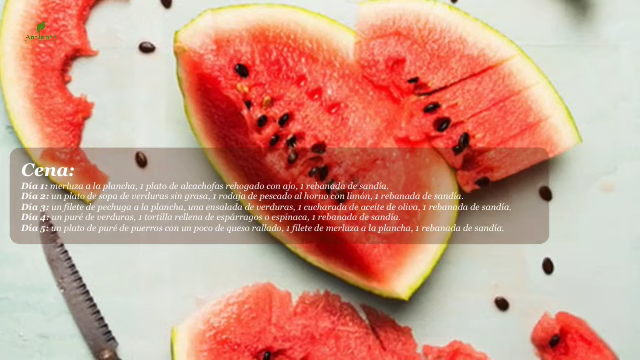 Cena:
Día 1: merluza a la plancha, 1 plato de alcachofas rehogado con ajo, 1 rebanada de sandía.
Día 2: un plato de sopa de verduras sin grasa, 1 rodaja de pescado al horno con limón, 1 rebanada de sandía.
Día 3: un filete de pechuga a la plancha, una ensalada de verduras, 1 cucharada de aceite de oliva, 1 rebanada de sandía.
Día 4: un puré de verduras, 1 tortilla rellena de espárragos o espinaca, 1 rebanada de sandía.
Día 5: un plato de puré de puerros con un poco de queso rallado, 1 filete de merluza a la plancha, 1 rebanada de sandía.